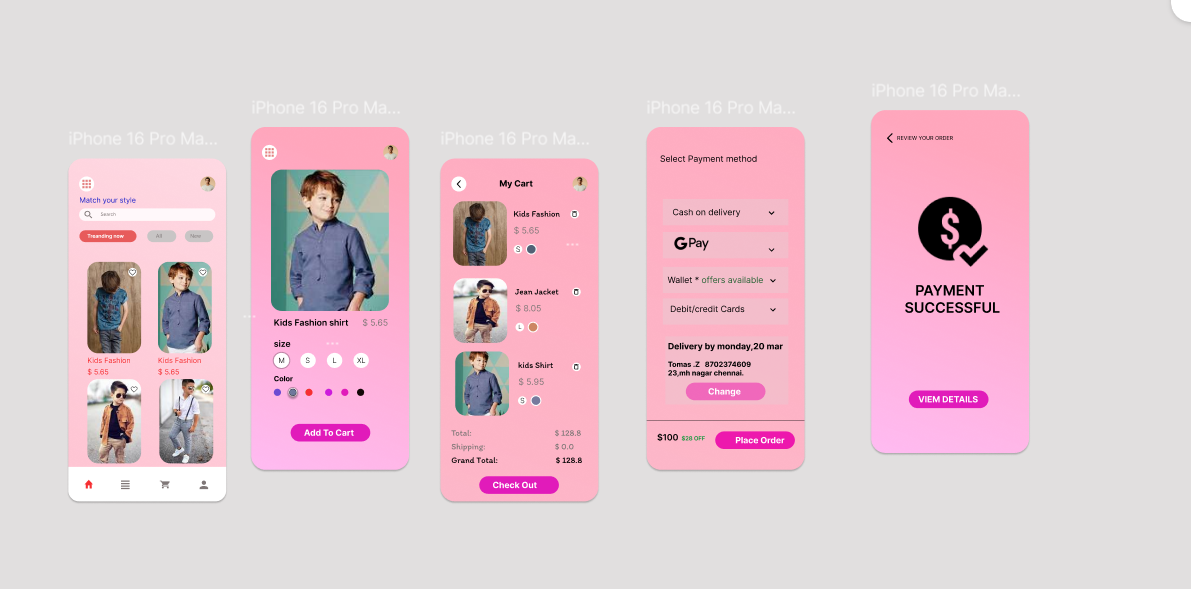 iPhone 16 Pro Ma...
Match your style
Search
Treanding now
All
New
Kids Fashion
$ 5.65
Kids Fashion
$ 5.65
iPhone 16 Pro Ma...
Kids Fashion shirt
$ 5.65
size
M
S
L
XL
Color
Add To Cart
iPhone 16 Pro Ma...
My Cart
Kids Fashion
$ 5.65
S
Jean Jacket
$ 8.05
L
kids Shirt
$ 5.95
S
Total: $ 128.8
Shipping: $ 0.0
Grand Total: $ 128.8
Check Out
iPhone 16 Pro Ma...
Select Payment method
Cash on delivery
G Pay
Wallet * offers available
Debit/credit Cards
Delivery by monday,20 mar
Tomas .Z 8702374609
23,mh nagar chennai.
Change
$100 $28 OFF
Place Order
iPhone 16 Pro Ma...
REVIEW YOUR ORDER
$
PAYMENT
SUCCESSFUL
VIEM DETAILS